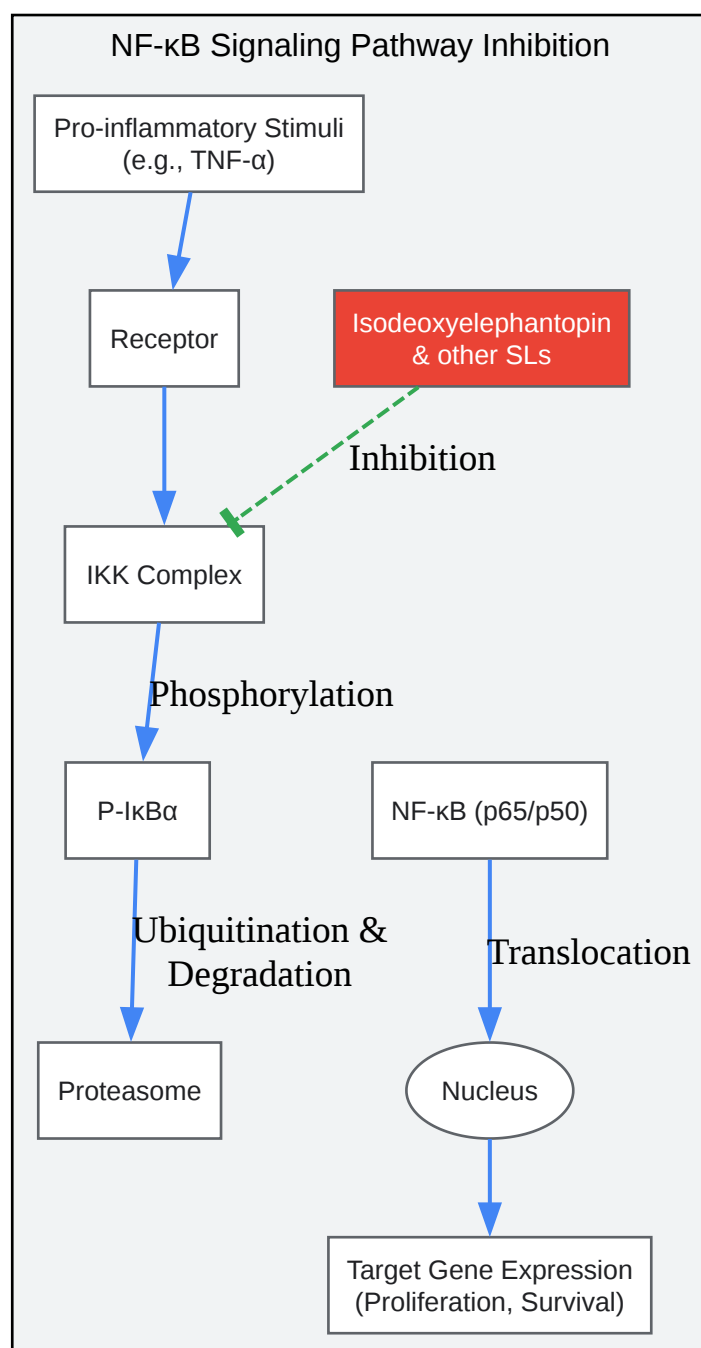 NF-κB Signaling Pathway Inhibition
Pro-inflammatory Stimuli
(e.g., TNF-α)
Receptor
Isodeoxyelephantopin
& other SLs
Inhibition
IKK Complex
Phosphorylation
P-IκBα
NF-κB (p65/p50)
Ubiquitination &
Degradation
Translocation
Proteasome
Nucleus
Target Gene Expression
(Proliferation, Survival)